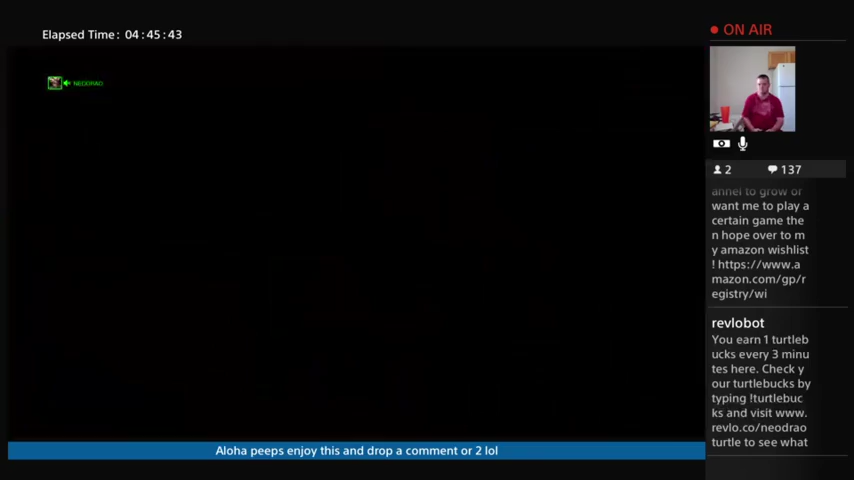 Elapsed Time: 04:45:43
ON AIR
NEODRAO
2
137
annel to grow or
want me to play a
certain game the
n hope over to m
y amazon wishlist
! https://www.a
mazon.com/gp/r
egistry/wi
revlobot
You earn 1 turtleb
ucks every 3 minu
tes here. Check y
our turtlebucks by
typing !turtlebuc
ks and visit www.
revlo.co/neodrao
turtle to see what
Aloha peeps enjoy this and drop a comment or 2 lol